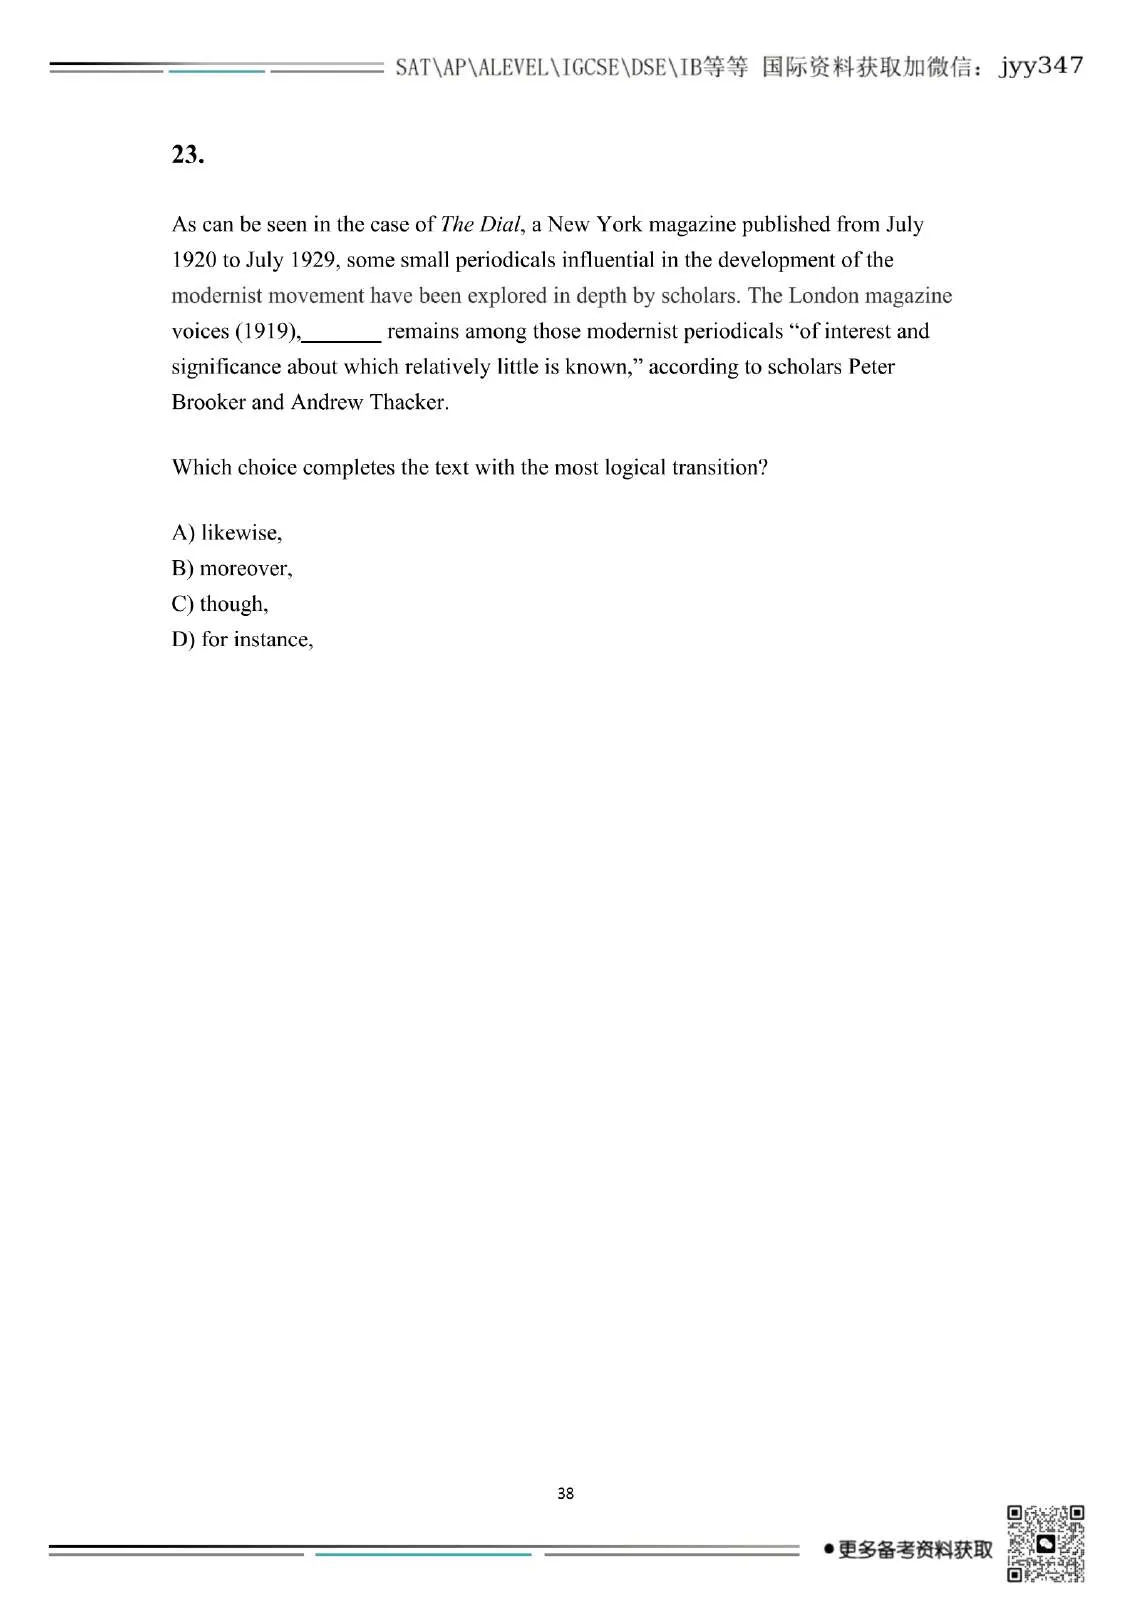 SAT\AP\ALEVEL\IGCSE\DSE\IB等等 国际资料获取加微信: jyy347
23.
As can be seen in the case of The Dial, a New York magazine published from July
1920 to July 1929, some small periodicals influential in the development of the
modernist movement have been explored in depth by scholars. The London magazine
voices (1919),_______ remains among those modernist periodicals “of interest and
significance about which relatively little is known,” according to scholars Peter
Brooker and Andrew Thacker.
Which choice completes the text with the most logical transition?
A) likewise,
B) moreover,
C) though,
D) for instance,
38
●更多备考资料获取